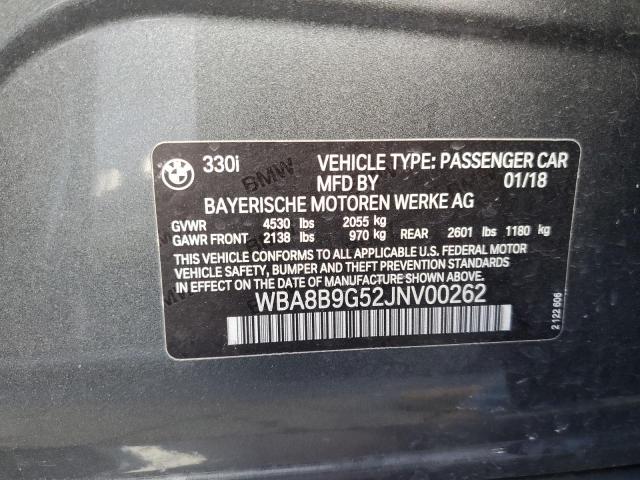 330i VEHICLE TYPE: PASSENGER CAR
MFD BY 01/18
BAYERISCHE MOTOREN WERKE AG
GVWR 4530 lbs 2055 kg
GAWR FRONT 2138 lbs 970 kg REAR 2601 lbs 1180 kg
THIS VEHICLE CONFORMS TO ALL APPLICABLE U.S. FEDERAL MOTOR
VEHICLE SAFETY, BUMPER AND THEFT PREVENTION STANDARDS
IN EFFECT ON THE DATE OF MANUFACTURE SHOWN ABOVE.
WBA8B9G52JNV00262
2 122 606
BMW